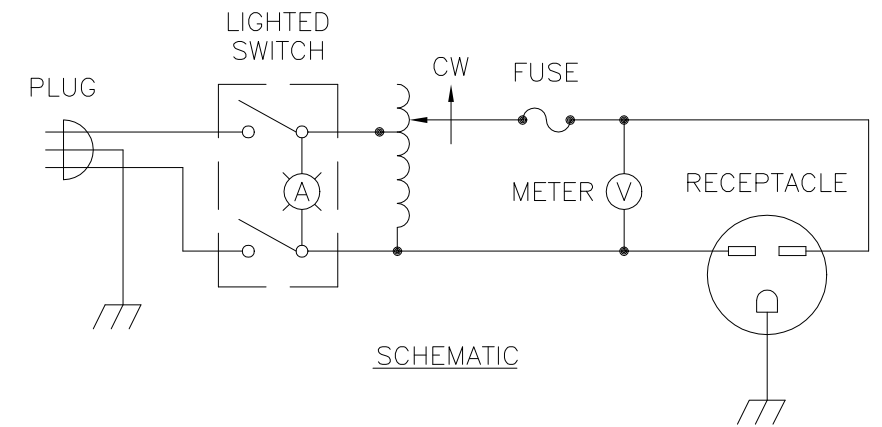 LIGHTED
SWITCH
CW
FUSE
PLUG
A
METER
V
RECEPTACLE
SCHEMATIC